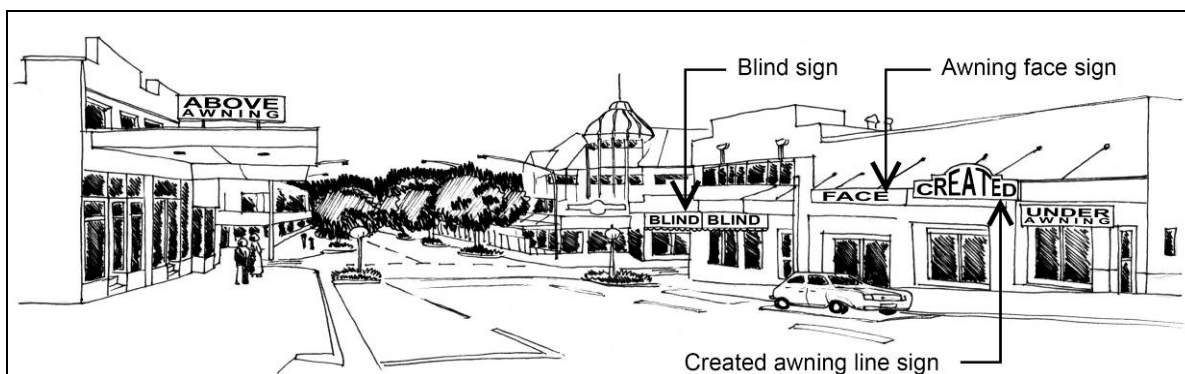 Blind sign
Awning face sign
ABOVE
AWNING
FACE
CREATED
BLIND BLIND
UNDER
AWNING
Created awning line sign